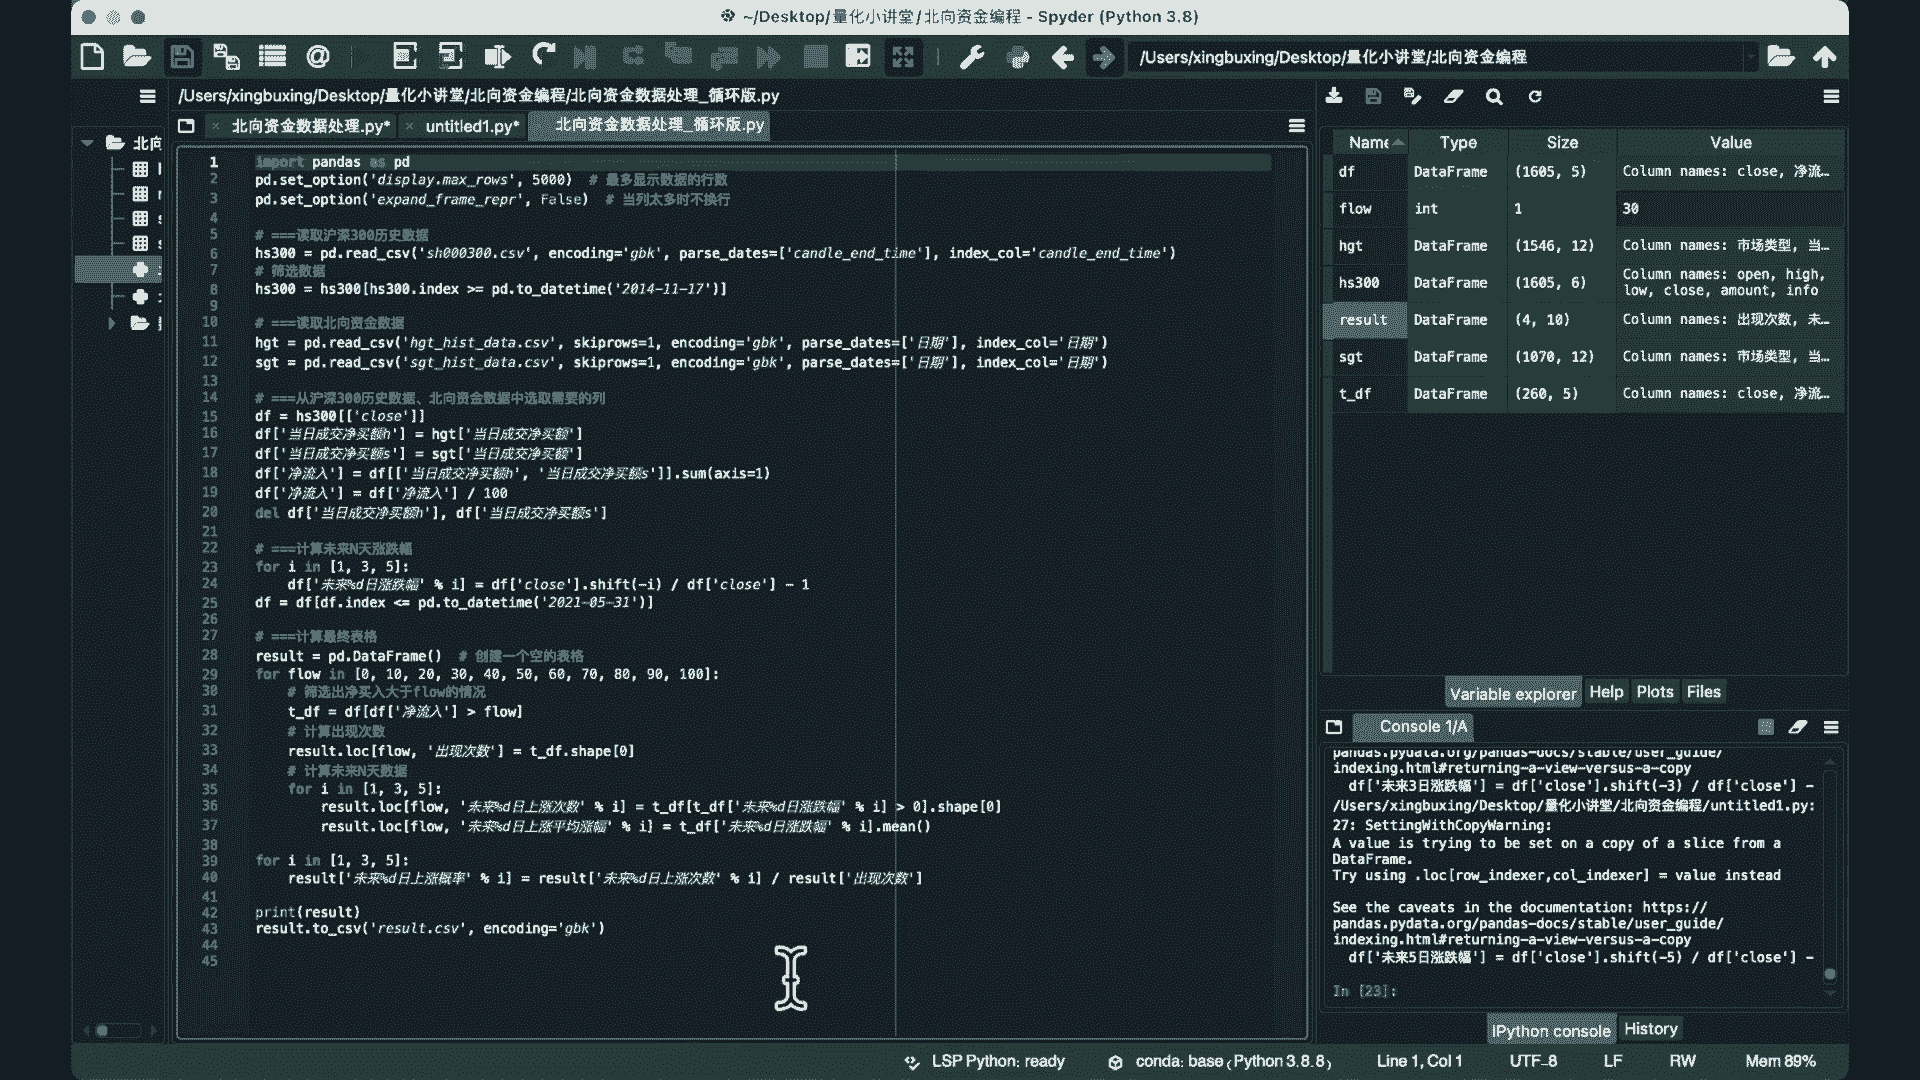 ~/Desktop/量化小讲堂/北向资金编程 - Spyder (Python 3.8)
/Users/xingbuxing/Desktop/量化小讲堂/北向资金编程
/Users/xingbuxing/Desktop/量化小讲堂/北向资金编程/北向资金数据处理_循环版.py
北向资金数据处理.py*
untitled1.py*
北向资金数据处理_循环版.py
北向
1 import pandas as pd
2 pd.set_option('display.max_rows', 5000)  # 最多显示数据的行数
3 pd.set_option('expand_frame_repr', False)  # 当列太多时不换行
4
5 # ===读取沪深300历史数据
6 hs300 = pd.read_csv('sh000300.csv', encoding='gbk', parse_dates=['candle_end_time'], index_col='candle_end_time')
7 # 筛选数据
8 hs300 = hs300[hs300.index >= pd.to_datetime('2014-11-17')]
9
10 # ===读取北向资金数据
11 hgt = pd.read_csv('hgt_hist_data.csv', skiprows=1, encoding='gbk', parse_dates=['日期'], index_col='日期')
12 sgt = pd.read_csv('sgt_hist_data.csv', skiprows=1, encoding='gbk', parse_dates=['日期'], index_col='日期')
13
14 # ===从沪深300历史数据、北向资金数据中选取需要的列
15 df = hs300[['close']]
16 df['当日成交净买额h'] = hgt['当日成交净买额']
17 df['当日成交净买额s'] = sgt['当日成交净买额']
18 df['净流入'] = df[['当日成交净买额h', '当日成交净买额s']].sum(axis=1)
19 df['净流入'] = df['净流入'] / 100
20 del df['当日成交净买额h'], df['当日成交净买额s']
21
22 # ===计算未来N天涨跌幅
23 for i in [1, 3, 5]:
24     df['未来%d日涨跌幅' % i] = df['close'].shift(-i) / df['close'] - 1
25 df = df[df.index <= pd.to_datetime('2021-05-31')]
26
27 # ===计算最终表格
28 result = pd.DataFrame()  # 创建一个空的表格
29 for flow in [0, 10, 20, 30, 40, 50, 60, 70, 80, 90, 100]:
30     # 筛选出净买入大于flow的情况
31     t_df = df[df['净流入'] > flow]
32     # 计算出现次数
33     result.loc[flow, '出现次数'] = t_df.shape[0]
34     # 计算未来N天数据
35     for i in [1, 3, 5]:
36         result.loc[flow, '未来%d日上涨次数' % i] = t_df[t_df['未来%d日涨跌幅' % i] > 0].shape[0]
37         result.loc[flow, '未来%d日上涨平均涨幅' % i] = t_df['未来%d日涨跌幅' % i].mean()
38
39 for i in [1, 3, 5]:
40     result['未来%d日上涨概率' % i] = result['未来%d日上涨次数' % i] / result['出现次数']
41
42 print(result)
43 result.to_csv('result.csv', encoding='gbk')
44
45
Name Type Size Value
df DataFrame (1605, 5) Column names: close, 净流…
flow int 1 30
hgt DataFrame (1546, 12) Column names: 市场类型, 当…
hs300 DataFrame (1605, 6) Column names: open, high, low, close, amount, info
result DataFrame (4, 10) Column names: 出现次数, 未…
sgt DataFrame (1070, 12) Column names: 市场类型, 当…
t_df DataFrame (260, 5) Column names: close, 净流…
Variable explorer Help Plots Files
Console 1/A
pandas.pydata.org/pandas-docs/stable/user_guide/
indexing.html#returning-a-view-versus-a-copy
df['未来3日涨跌幅'] = df['close'].shift(-3) / df['close'] -
/Users/xingbuxing/Desktop/量化小讲堂/北向资金编程/untitled1.py:
27: SettingWithCopyWarning:
A value is trying to be set on a copy of a slice from a
DataFrame.
Try using .loc[row_indexer,col_indexer] = value instead
See the caveats in the documentation: https://
pandas.pydata.org/pandas-docs/stable/user_guide/
indexing.html#returning-a-view-versus-a-copy
df['未来5日涨跌幅'] = df['close'].shift(-5) / df['close'] -
In [23]:
IPython console History
LSP Python: ready conda: base (Python 3.8.8) Line 1, Col 1 UTF-8 LF RW Mem 89%